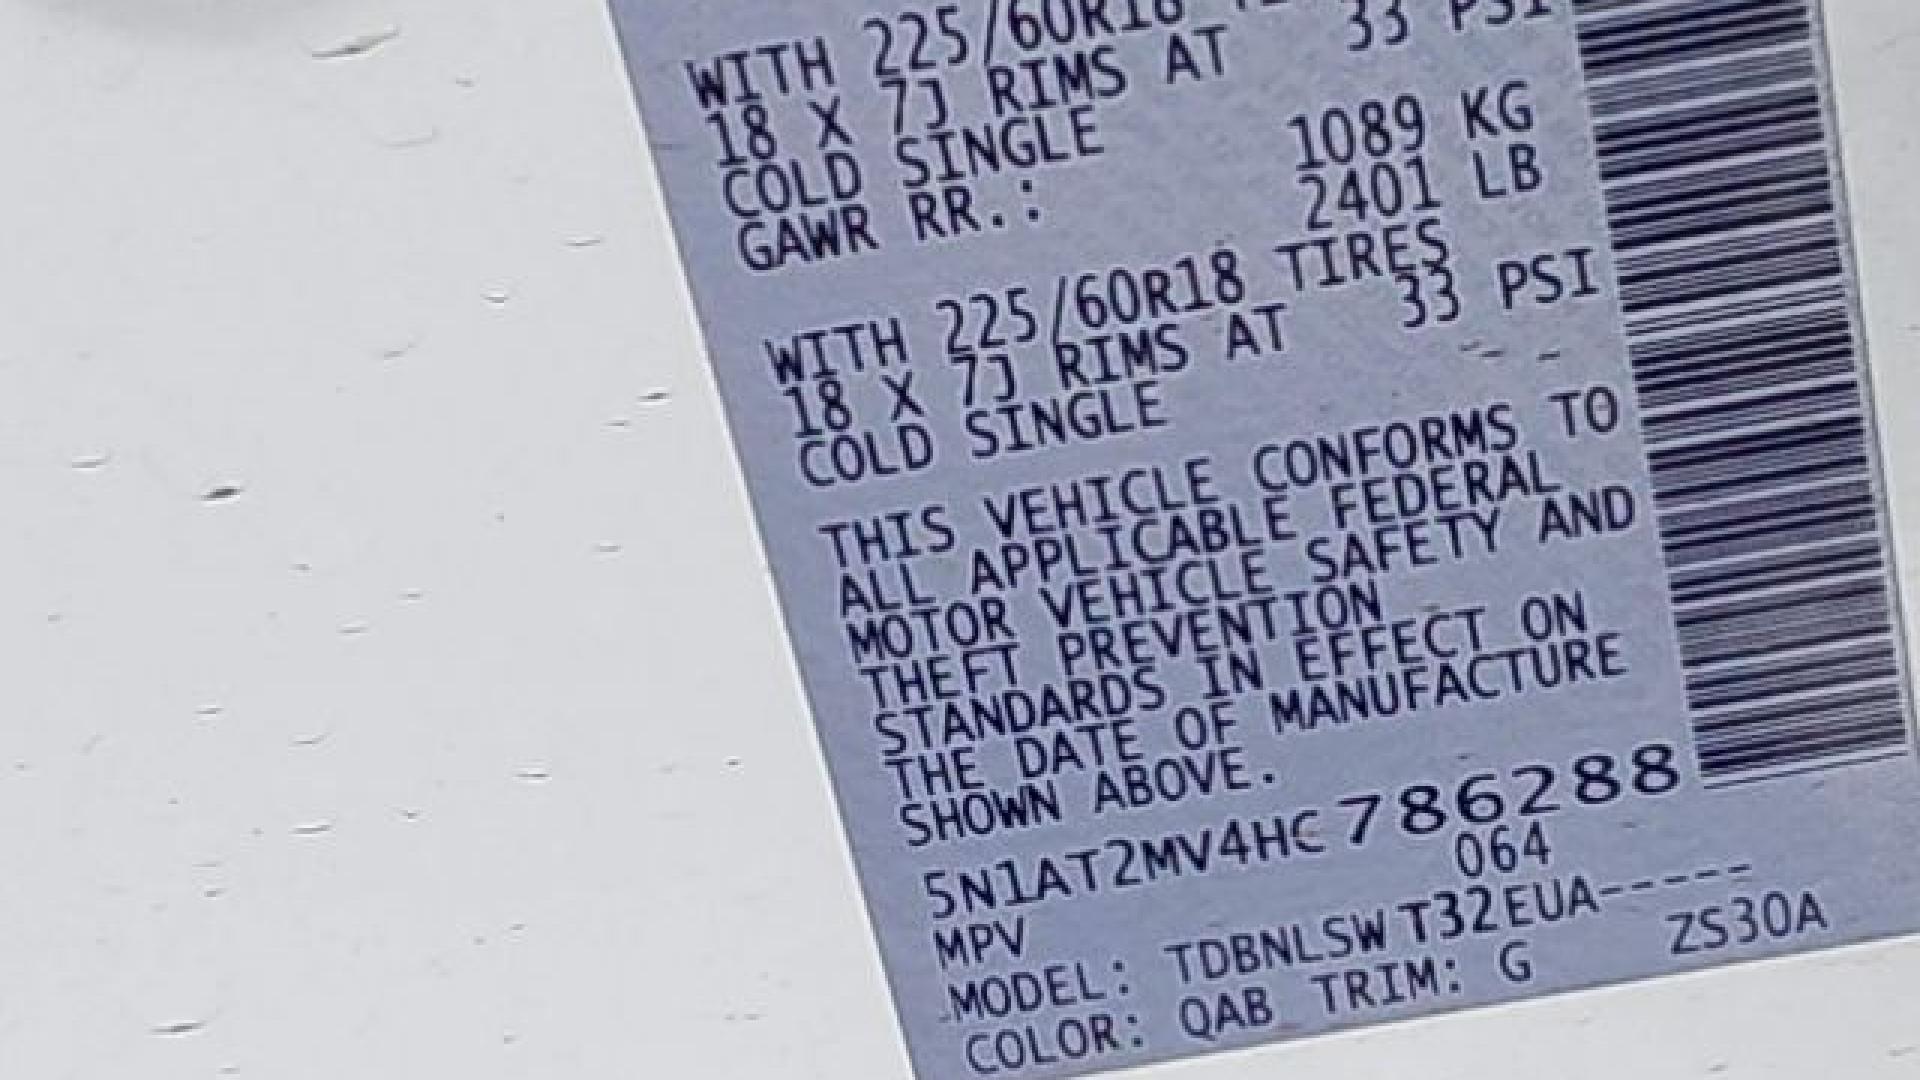 WITH 225/60R18
18 X 7J RIMS AT 33 PSI
COLD SINGLE
GAWR RR.: 1089 KG
2401 LB
WITH 225/60R18 TIRES
18 X 7J RIMS AT 33 PSI
COLD SINGLE
THIS VEHICLE CONFORMS TO
ALL APPLICABLE FEDERAL
MOTOR VEHICLE SAFETY AND
THEFT PREVENTION
STANDARDS IN EFFECT ON
THE DATE OF MANUFACTURE
SHOWN ABOVE.
5N1AT2MV4HC786288
MPV 064
MODEL: TDBNLSWT32EUA-----
COLOR: QAB TRIM: G ZS30A